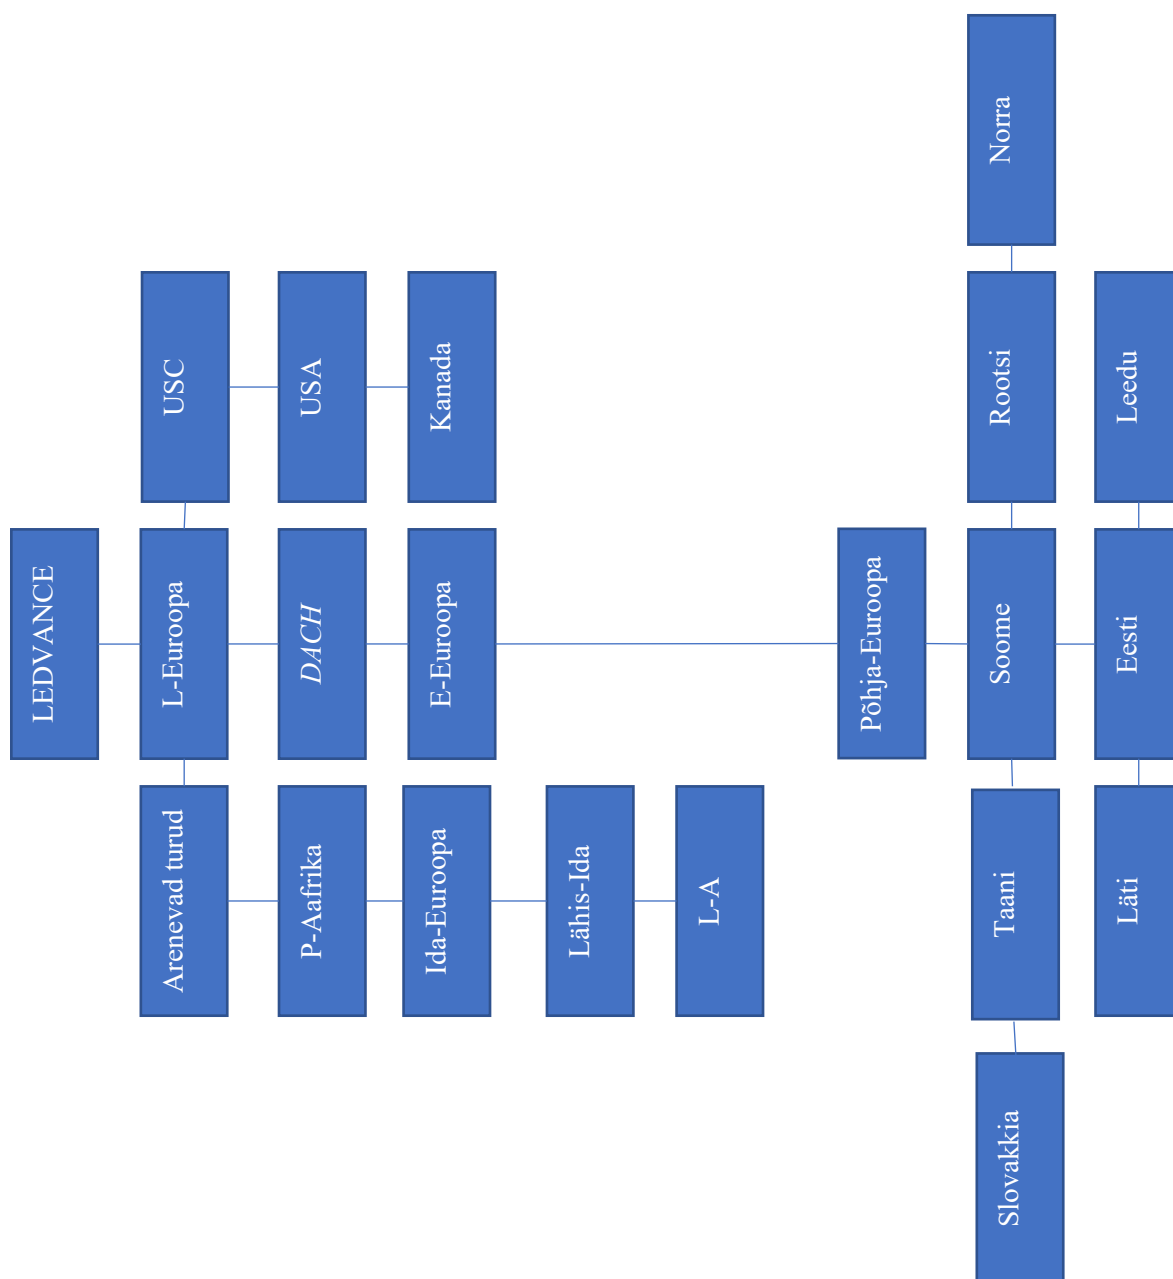 LEDVANCE
Arenevad turud
L-Euroopa
USC
P-Aafrika
DACH
USA
Ida-Euroopa
E-Euroopa
Kanada
Lähis-Ida
L-A
Põhja-Euroopa
Slovakkia
Taani
Soome
Rootsi
Norra
Läti
Eesti
Leedu